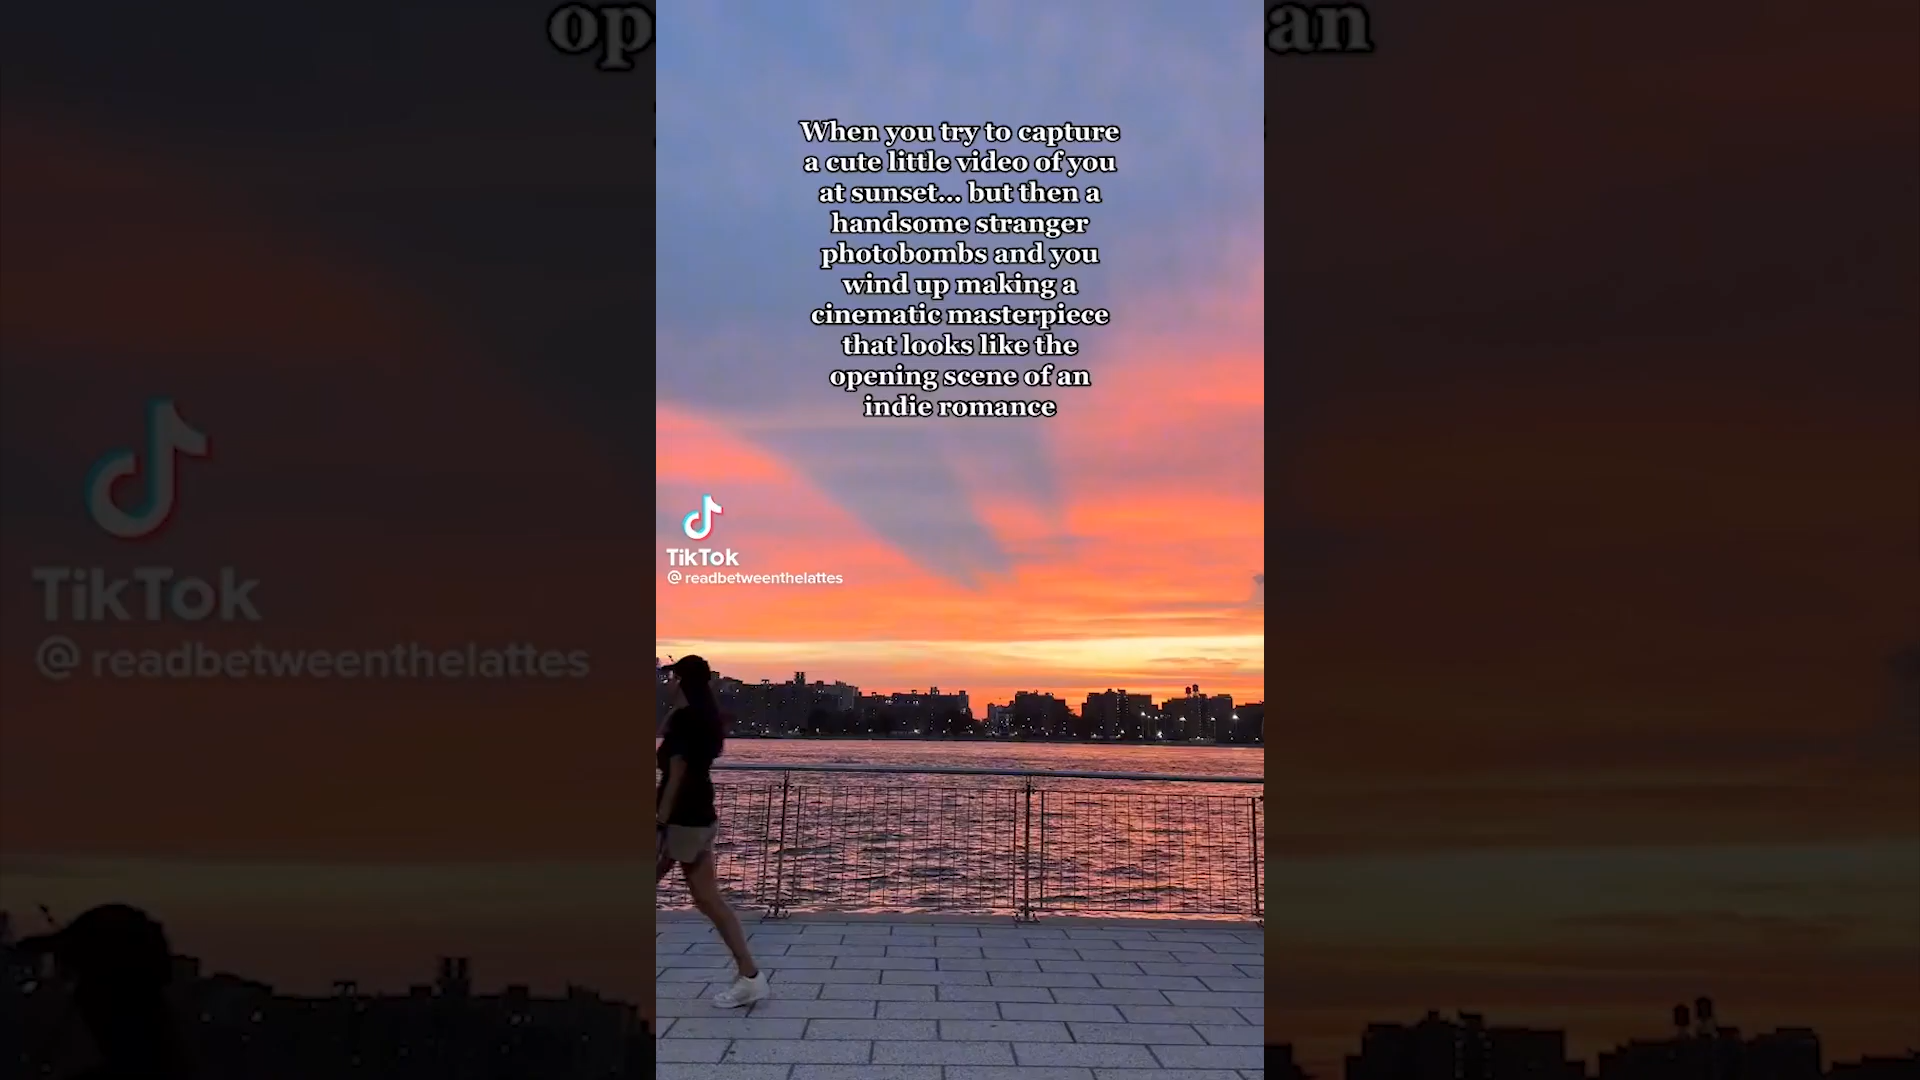 op
an
When you try to capture
a cute little video of you
at sunset... but then a
handsome stranger
photobombs and you
wind up making a
cinematic masterpiece
that looks like the
opening scene of an
indie romance
TikTok
@readbetweenthelattes
TikTok
@readbetweenthelattes